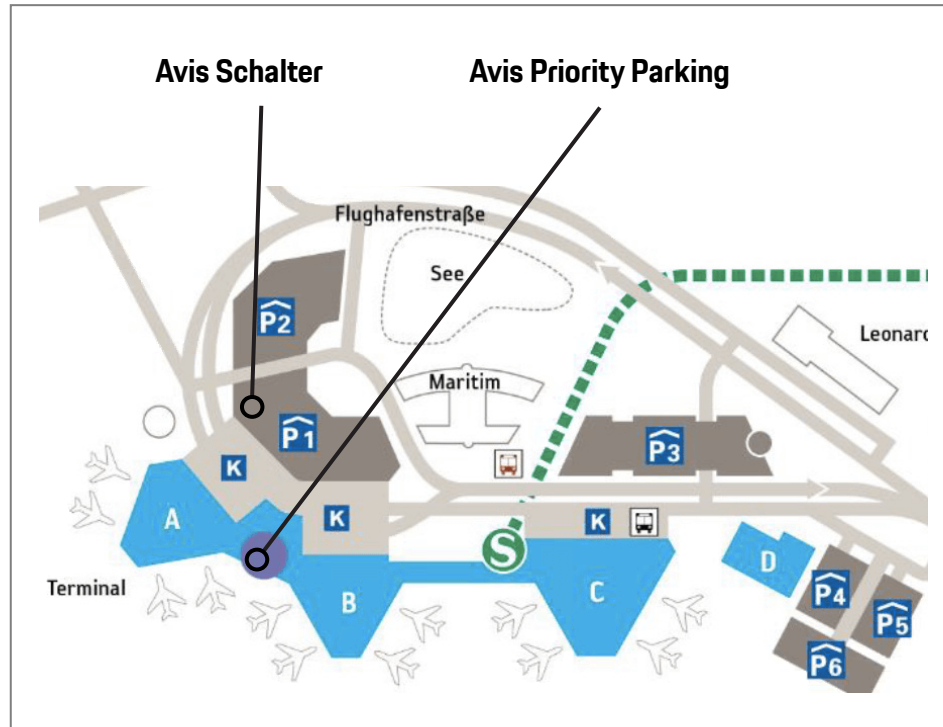 Avis Schalter
Avis Priority Parking
Flughafenstraße
See
P2
Leonard
Maritim
P1
P3
K
A
K
K
S
D
Terminal
B
C
P4
P5
P6